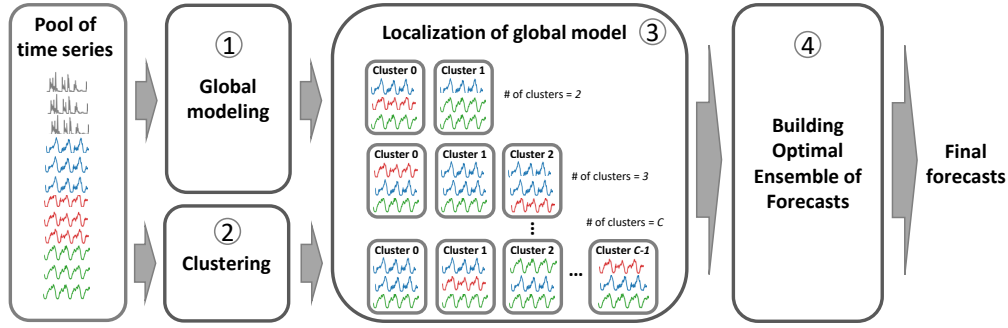 Pool of
time series
①
Global
modeling
②
Clustering
Localization of global model ③
Cluster 0 Cluster 1
# of clusters = 2
Cluster 0 Cluster 1 Cluster 2
# of clusters = 3
⋮
# of clusters = C
Cluster 0 Cluster 1 Cluster 2 ... Cluster C-1
④
Building
Optimal
Ensemble of
Forecasts
Final
forecasts